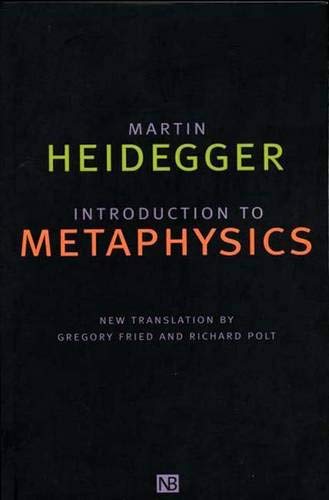 MARTIN
HEIDEGGER
INTRODUCTION TO
METAPHYSICS
NEW TRANSLATION BY
GREGORY FRIED AND RICHARD POLT
NB